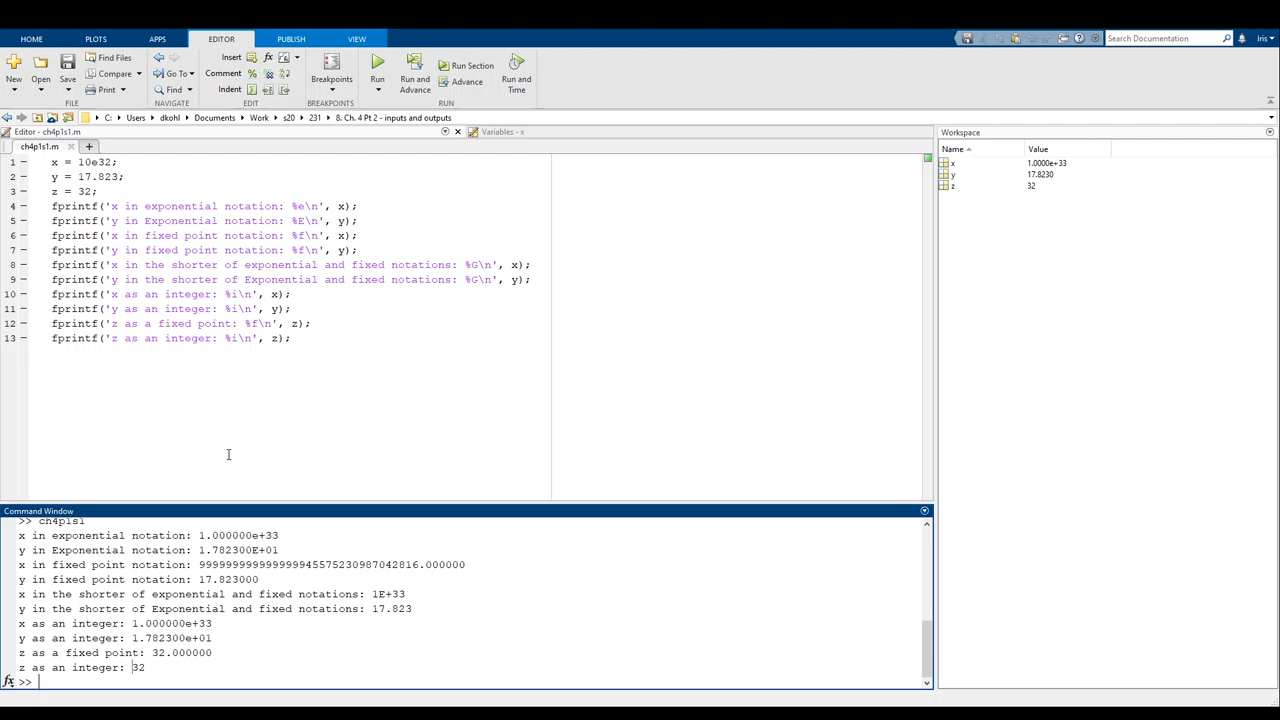 HOME PLOTS APPS EDITOR PUBLISH VIEW Search Documentation Iris
New Open Save Find Files Compare Print Go To Find Insert Comment Indent fx Breakpoints Run Run and Advance Run Section Advance Run and Time
FILE NAVIGATE EDIT BREAKPOINTS RUN
C: Users dkohl Documents Work s20 231 8. Ch. 4 Pt 2 - inputs and outputs
Editor - ch4p1s1.m Variables - x
ch4p1s1.m
1 x = 10e32;
2 y = 17.823;
3 z = 32;
4 fprintf('x in exponential notation: %e\n', x);
5 fprintf('y in Exponential notation: %E\n', y);
6 fprintf('x in fixed point notation: %f\n', x);
7 fprintf('y in fixed point notation: %f\n', y);
8 fprintf('x in the shorter of exponential and fixed notations: %G\n', x);
9 fprintf('y in the shorter of Exponential and fixed notations: %G\n', y);
10 fprintf('x as an integer: %i\n', x);
11 fprintf('y as an integer: %i\n', y);
12 fprintf('z as a fixed point: %f\n', z);
13 fprintf('z as an integer: %i\n', z);
Command Window
>> ch4p1s1
x in exponential notation: 1.000000e+33
y in Exponential notation: 1.782300E+01
x in fixed point notation: 999999999999999945575230987042816.000000
y in fixed point notation: 17.823000
x in the shorter of exponential and fixed notations: 1E+33
y in the shorter of Exponential and fixed notations: 17.823
x as an integer: 1.000000e+33
y as an integer: 1.782300e+01
z as a fixed point: 32.000000
z as an integer: 32
fx >>
Workspace
Name Value
x 1.0000e+33
y 17.8230
z 32